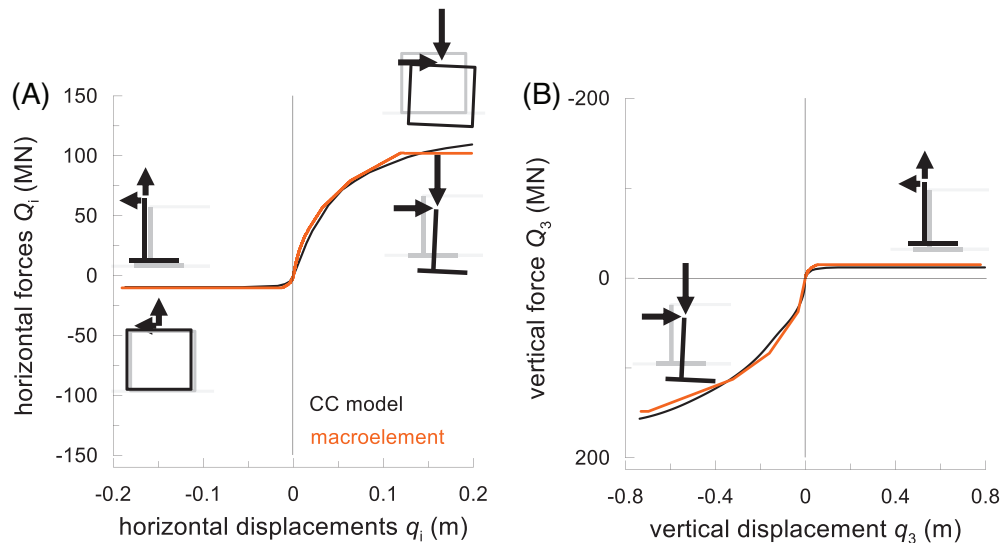 (A)
horizontal forces Qi (MN)
150
100
50
0
-50
-100
-150
-0.2
-0.1
0
0.1
0.2
horizontal displacements qi (m)
CC model
macroelement
(B)
vertical force Q3 (MN)
-200
0
200
-0.8
-0.4
0
0.4
0.8
vertical displacement q3 (m)